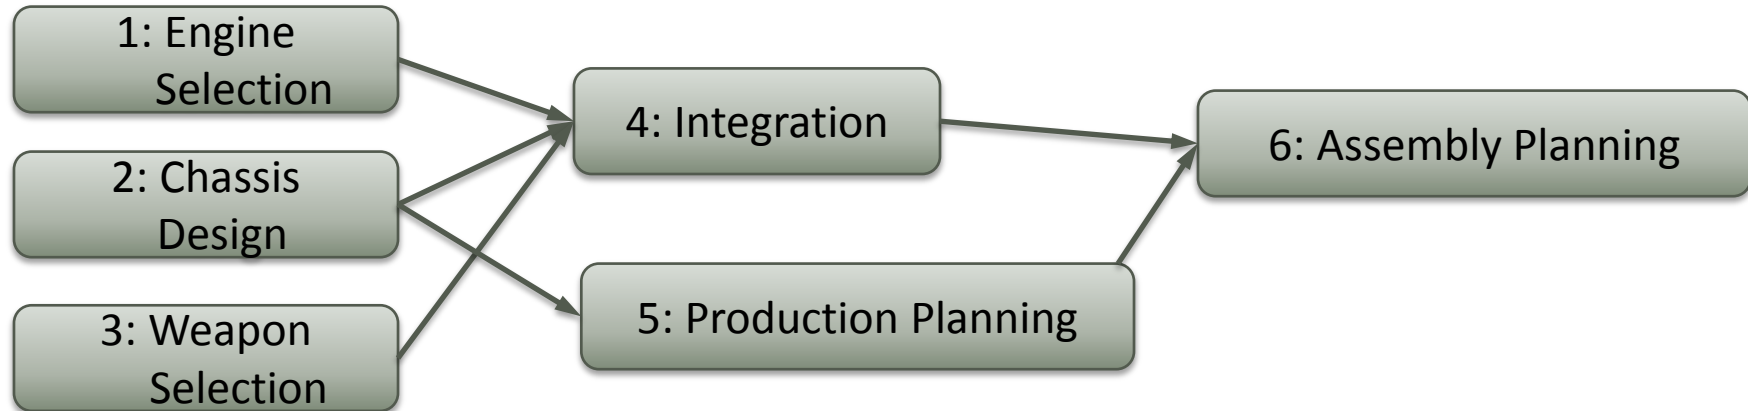 1: Engine
Selection
2: Chassis
Design
3: Weapon
Selection
4: Integration
5: Production Planning
6: Assembly Planning